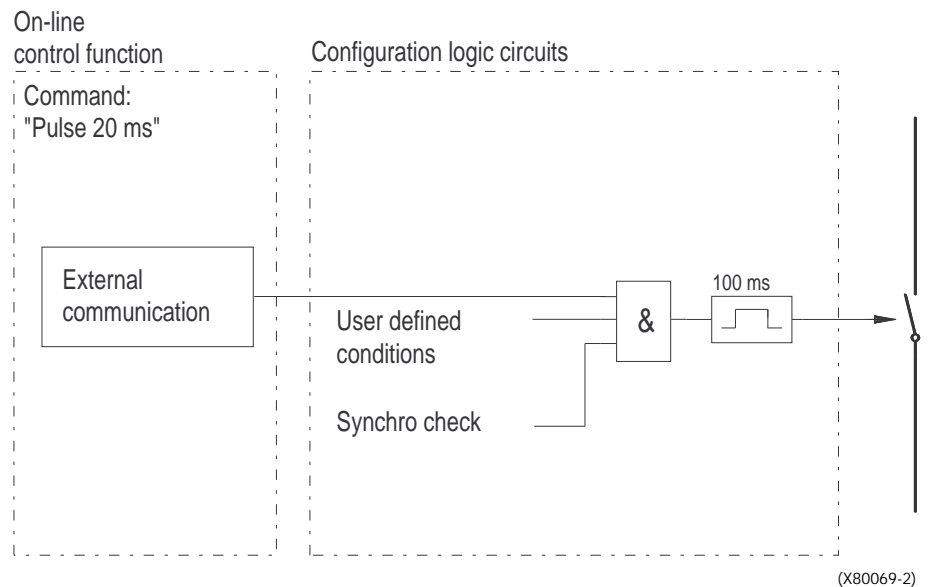 On-line
control function
Configuration logic circuits
Command:
"Pulse 20 ms"
External
communication
User defined
conditions
Synchro check
&
100 ms
(X80069-2)